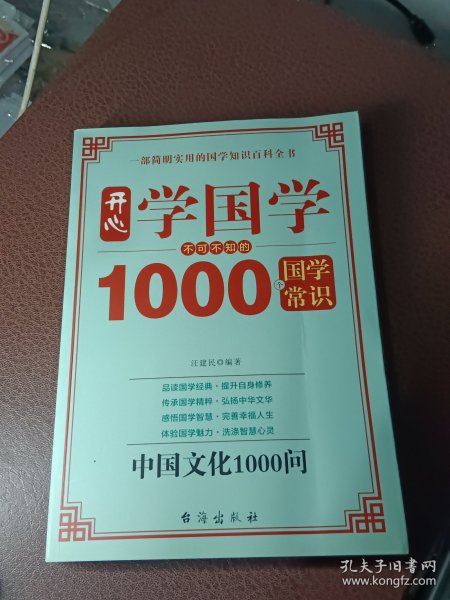 一部简明实用的国学知识百科全书
开心
学国学
不可不知的
1000个
国学
常识
汪建民◎编著
品读国学经典·提升自身修养
传承国学精粹·弘扬中华文华
感悟国学智慧·完善幸福人生
体验国学魅力·洗涤智慧心灵
中国文化1000问
台海出版社
孔夫子旧书网
www.kongfz.com